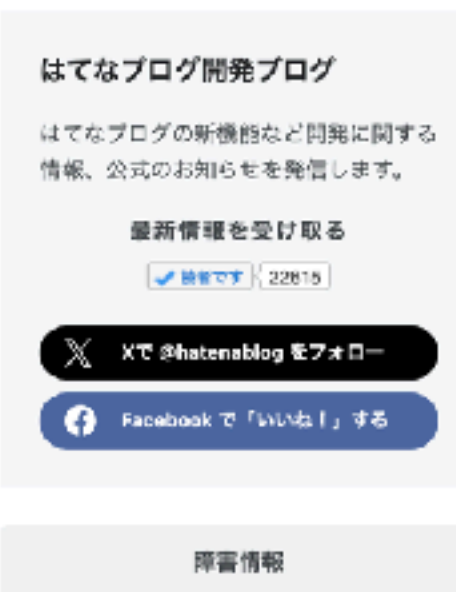 はてなブログ開発ブログ
はてなブログの新機能など開発に関する
情報、公式のお知らせを発信します。
最新情報を受け取る
読者です
Xで @hatenablog をフォロー
Facebook で「いいね！」する
障害情報